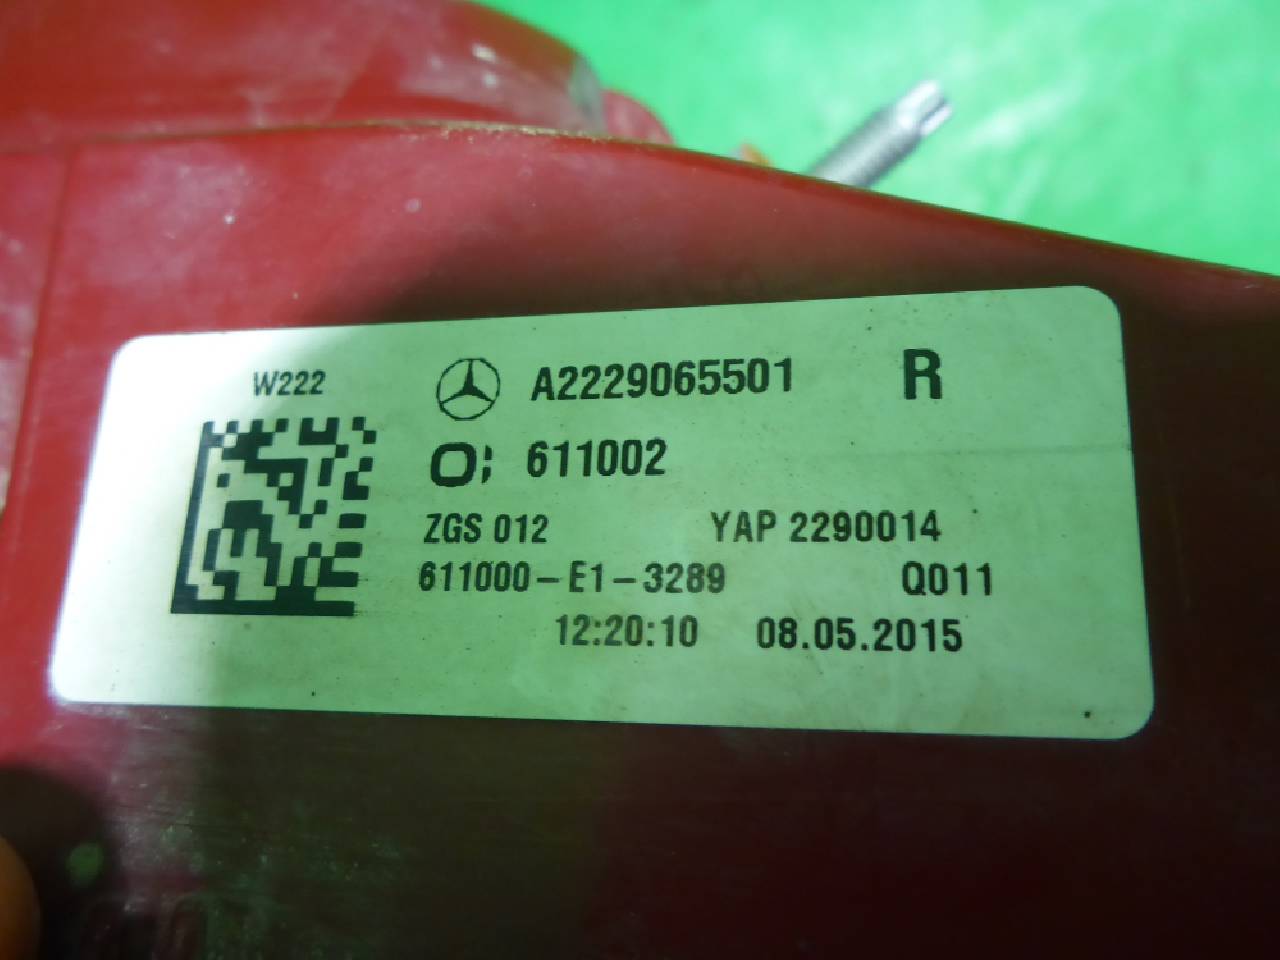 W222
A2229065501 R
611002
ZGS 012 YAP 2290014
611000-E1-3289 Q011
12:20:10 08.05.2015